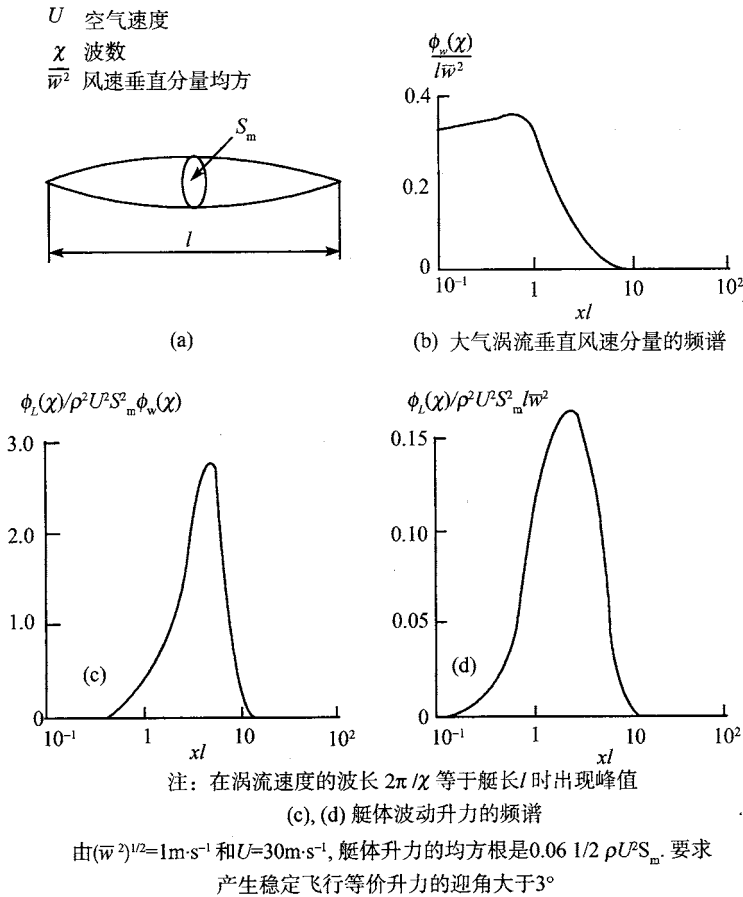 U 空气速度
χ 波数
w̅² 风速垂直分量均方
S_m
l
(a)
ϕ_w(χ)/lw̅²
0.4
0.2
0
10⁻¹ 1 10 10²
xl
(b) 大气涡流垂直风速分量的频谱
ϕ_L(χ)/ρ²U²S²_mϕ_w(χ)
3.0
2.0
1.0
0
(c)
10⁻¹ 1 10 10²
xl
ϕ_L(χ)/ρ²U²S²_m lw̅²
0.15
0.10
0.05
0
(d)
10⁻¹ 1 10 10²
xl
注：在涡流速度的波长 2π /χ 等于艇长l 时出现峰值
(c), (d) 艇体波动升力的频谱
由(w̅ ²)¹ᐟ²=1m·s⁻¹ 和U=30m·s⁻¹, 艇体升力的均方根是0.06 1/2 ρU²S_m. 要求
产生稳定飞行等价升力的迎角大于3°